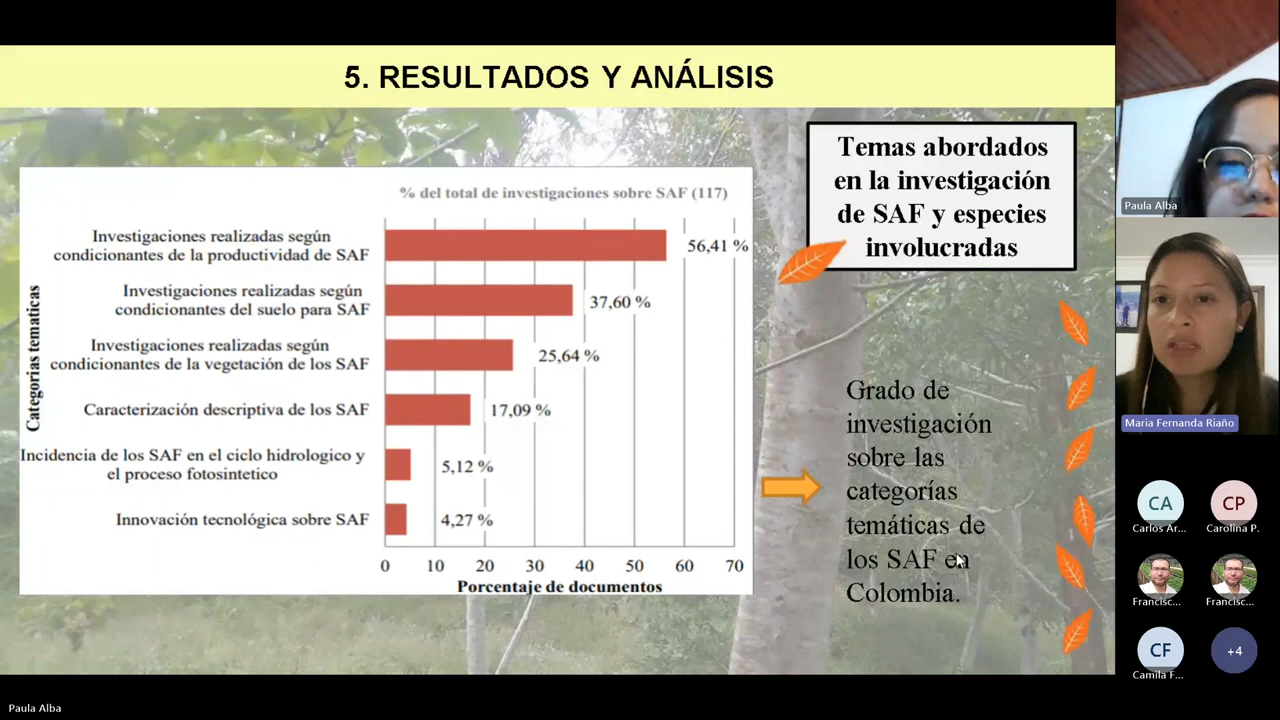 5. RESULTADOS Y ANÁLISIS
% del total de investigaciones sobre SAF (117)
Categorias tematicas
Investigaciones realizadas según
condicionantes de la productividad de SAF
56,41 %
Investigaciones realizadas según
condicionantes del suelo para SAF
37,60 %
Investigaciones realizadas según
condicionantes de la vegetación de los SAF
25,64 %
Caracterización descriptiva de los SAF
17,09 %
Incidencia de los SAF en el ciclo hidrologico y
el proceso fotosintetico
5,12 %
Innovación tecnológica sobre SAF
4,27 %
0 10 20 30 40 50 60 70
Porcentaje de documentos
Temas abordados
en la investigación
de SAF y especies
involucradas
Grado de
investigación
sobre las
categorías
temáticas de
los SAF en
Colombia.
Paula Alba
Maria Fernanda Riaño
CA
Carlos Ar...
CP
Carolina P.
Francisc...
Francisc...
CF
Camila F...
+4
Paula Alba